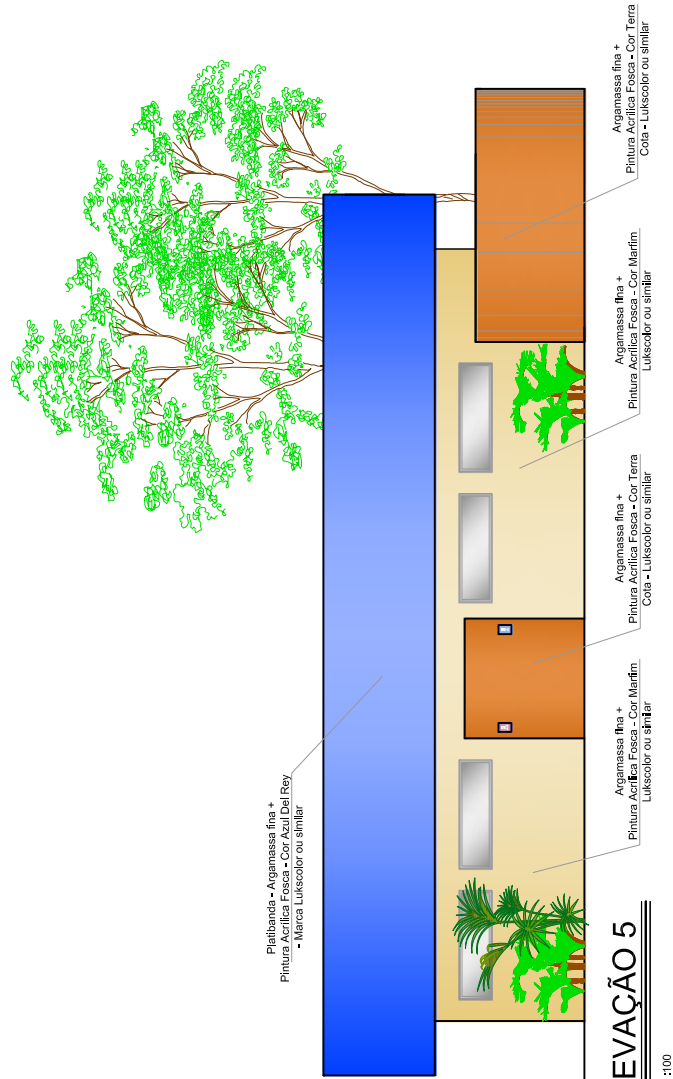 Platibanda - Argamassa fina +
Pintura Acrílica Fosca - Cor Azul Del Rey
- Marca Lukscolor ou similar
Argamassa fina +
Pintura Acrílica Fosca - Cor Marfim
Lukscolor ou similar
Argamassa fina +
Pintura Acrílica Fosca - Cor Terra
Cota - Lukscolor ou similar
Argamassa fina +
Pintura Acrílica Fosca - Cor Marfim
Lukscolor ou similar
Argamassa fina +
Pintura Acrílica Fosca - Cor Terra
Cota - Lukscolor ou similar
EVAÇÃO 5
:100